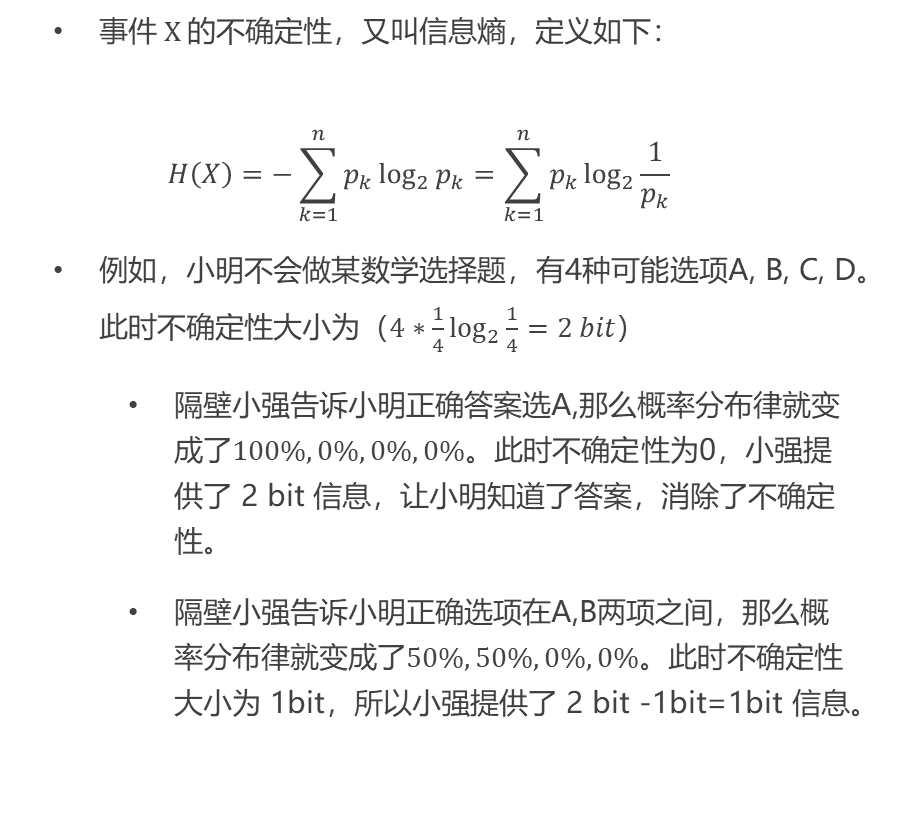 • 事件 X 的不确定性，又叫信息熵，定义如下：
H(X) = −∑_{k=1}^{n} p_k log_2 p_k = ∑_{k=1}^{n} p_k log_2 \frac{1}{p_k}
• 例如，小明不会做某数学选择题，有4种可能选项A, B, C, D。
此时不确定性大小为（4 * \frac{1}{4} log_2 \frac{1}{4} = 2 bit）
• 隔壁小强告诉小明正确答案选A,那么概率分布律就变
成了100%, 0%, 0%, 0%。此时不确定性为0，小强提
供了 2 bit 信息，让小明知道了答案，消除了不确定
性。
• 隔壁小强告诉小明正确选项在A,B两项之间，那么概
率分布律就变成了50%, 50%, 0%, 0%。此时不确定性
大小为 1bit，所以小强提供了 2 bit -1bit=1bit 信息。